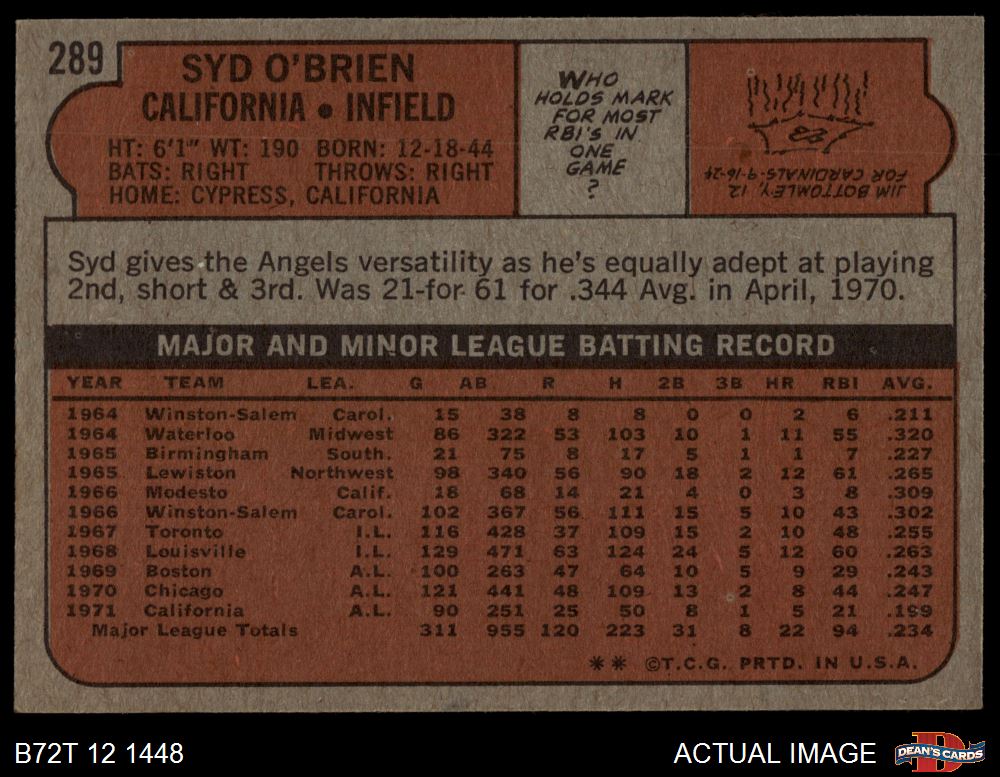 289
SYD O'BRIEN
CALIFORNIA • INFIELD
HT: 6'1" WT: 190 BORN: 12-18-44
BATS: RIGHT THROWS: RIGHT
HOME: CYPRESS, CALIFORNIA
WHO
HOLDS MARK
FOR MOST
RBI'S IN
ONE
GAME
?
JIM BOTTOMLEY, 12
FOR CARDINALS-9-16-24
Syd gives the Angels versatility as he's equally adept at playing
2nd, short & 3rd. Was 21-for-61 for .344 Avg. in April, 1970.
MAJOR AND MINOR LEAGUE BATTING RECORD
YEAR TEAM LEA. G AB R H 2B 3B HR RBI AVG.
1964 Winston-Salem Carol. 15 38 8 8 0 0 2 6 .211
1964 Waterloo Midwest 86 322 53 103 10 1 11 55 .320
1965 Birmingham South. 21 75 8 17 5 1 1 7 .227
1965 Lewiston Northwest 98 340 56 90 18 2 12 61 .265
1966 Modesto Calif. 18 68 14 21 4 0 3 8 .309
1966 Winston-Salem Carol. 102 367 56 111 15 5 10 43 .302
1967 Toronto I.L. 116 428 37 109 15 2 10 48 .255
1968 Louisville I.L. 129 471 63 124 24 5 12 60 .263
1969 Boston A.L. 100 263 47 64 10 5 9 29 .243
1970 Chicago A.L. 121 441 48 109 13 2 8 44 .247
1971 California A.L. 90 251 25 50 8 1 5 21 .199
Major League Totals 311 955 120 223 31 8 22 94 .234
** ©T.C.G. PRTD. IN U.S.A.
B72T 12 1448
ACTUAL IMAGE
DEAN'S CARDS